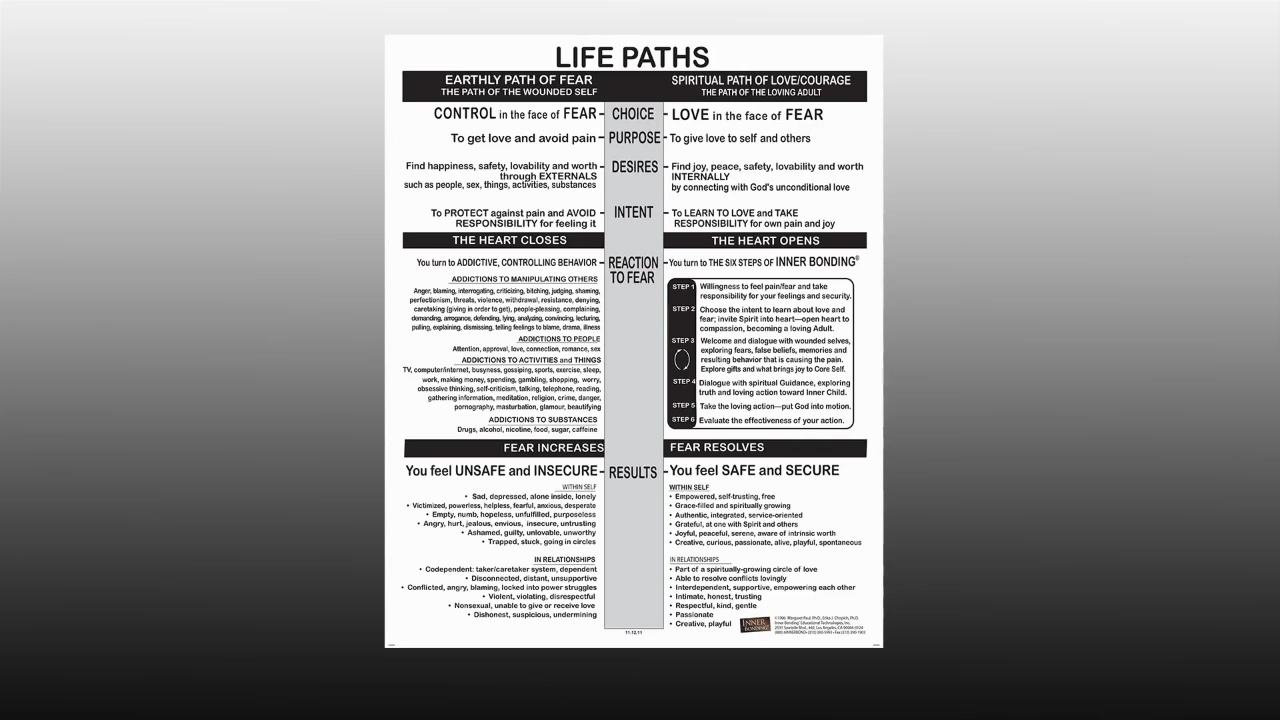 LIFE PATHS
EARTHLY PATH OF FEAR
THE PATH OF THE WOUNDED SELF
SPIRITUAL PATH OF LOVE/COURAGE
THE PATH OF THE LOVING ADULT
CONTROL in the face of FEAR
CHOICE
LOVE in the face of FEAR
To get love and avoid pain
PURPOSE
To give love to self and others
Find happiness, safety, lovability and worth
through EXTERNALS
such as people, sex, things, activities, substances
DESIRES
Find joy, peace, safety, lovability and worth
INTERNALLY
by connecting with God's unconditional love
To PROTECT against pain and AVOID
RESPONSIBILITY for feeling it
INTENT
To LEARN TO LOVE and TAKE
RESPONSIBILITY for own pain and joy
THE HEART CLOSES
THE HEART OPENS
You turn to ADDICTIVE, CONTROLLING BEHAVIOR
REACTION
TO FEAR
You turn to THE SIX STEPS OF INNER BONDING®
ADDICTIONS TO MANIPULATING OTHERS
Anger, blaming, interrogating, criticizing, bitching, judging, shaming,
perfectionism, threats, violence, withdrawal, resistance, denying,
caretaking (giving in order to get), people-pleasing, complaining,
demanding, arrogance, defending, lying, analyzing, convincing, lecturing,
pulling, explaining, dismissing, telling feelings to blame, drama, illness
ADDICTIONS TO PEOPLE
Attention, approval, love, connection, romance, sex
ADDICTIONS TO ACTIVITIES and THINGS
TV, computer/internet, busyness, gossiping, sports, exercise, sleep,
work, making money, spending, gambling, shopping, worry,
obsessive thinking, self-criticism, talking, telephone, reading,
gathering information, meditation, religion, crime, danger,
pornography, masturbation, glamour, beautifying
ADDICTIONS TO SUBSTANCES
Drugs, alcohol, nicotine, food, sugar, caffeine
STEP 1 Willingness to feel pain/fear and take
responsibility for your feelings and security.
STEP 2 Choose the intent to learn about love and
fear; invite Spirit into heart—open heart to
compassion, becoming a loving Adult.
STEP 3 Welcome and dialogue with wounded selves,
exploring fears, false beliefs, memories and
resulting behavior that is causing the pain.
Explore gifts and what brings joy to Core Self.
STEP 4 Dialogue with spiritual Guidance, exploring
truth and loving action toward Inner Child.
STEP 5 Take the loving action—put God into motion.
STEP 6 Evaluate the effectiveness of your action.
FEAR INCREASES
FEAR RESOLVES
You feel UNSAFE and INSECURE
RESULTS
You feel SAFE and SECURE
WITHIN SELF
• Sad, depressed, alone inside, lonely
• Victimized, powerless, helpless, fearful, anxious, desperate
• Empty, numb, hopeless, unfulfilled, purposeless
• Angry, hurt, jealous, envious, insecure, untrusting
• Ashamed, guilty, unlovable, unworthy
• Trapped, stuck, going in circles
IN RELATIONSHIPS
• Codependent: taker/caretaker system, dependent
• Disconnected, distant, unsupportive
• Conflicted, angry, blaming, locked into power struggles
• Violent, violating, disrespectful
• Nonsexual, unable to give or receive love
• Dishonest, suspicious, undermining
WITHIN SELF
• Empowered, self-trusting, free
• Grace-filled and spiritually growing
• Authentic, integrated, service-oriented
• Grateful, at one with Spirit and others
• Joyful, peaceful, serene, aware of intrinsic worth
• Creative, curious, passionate, alive, playful, spontaneous
IN RELATIONSHIPS
• Part of a spiritually-growing circle of love
• Able to resolve conflicts lovingly
• Interdependent, supportive, empowering each other
• Intimate, honest, trusting
• Respectful, kind, gentle
• Passionate
• Creative, playful
INNER
BONDING
©1996 Margaret Paul, Ph.D., Erika J. Chopich, Ph.D.
Inner Bonding Educational Technologies, Inc.
Los Angeles, CA
11.12.11